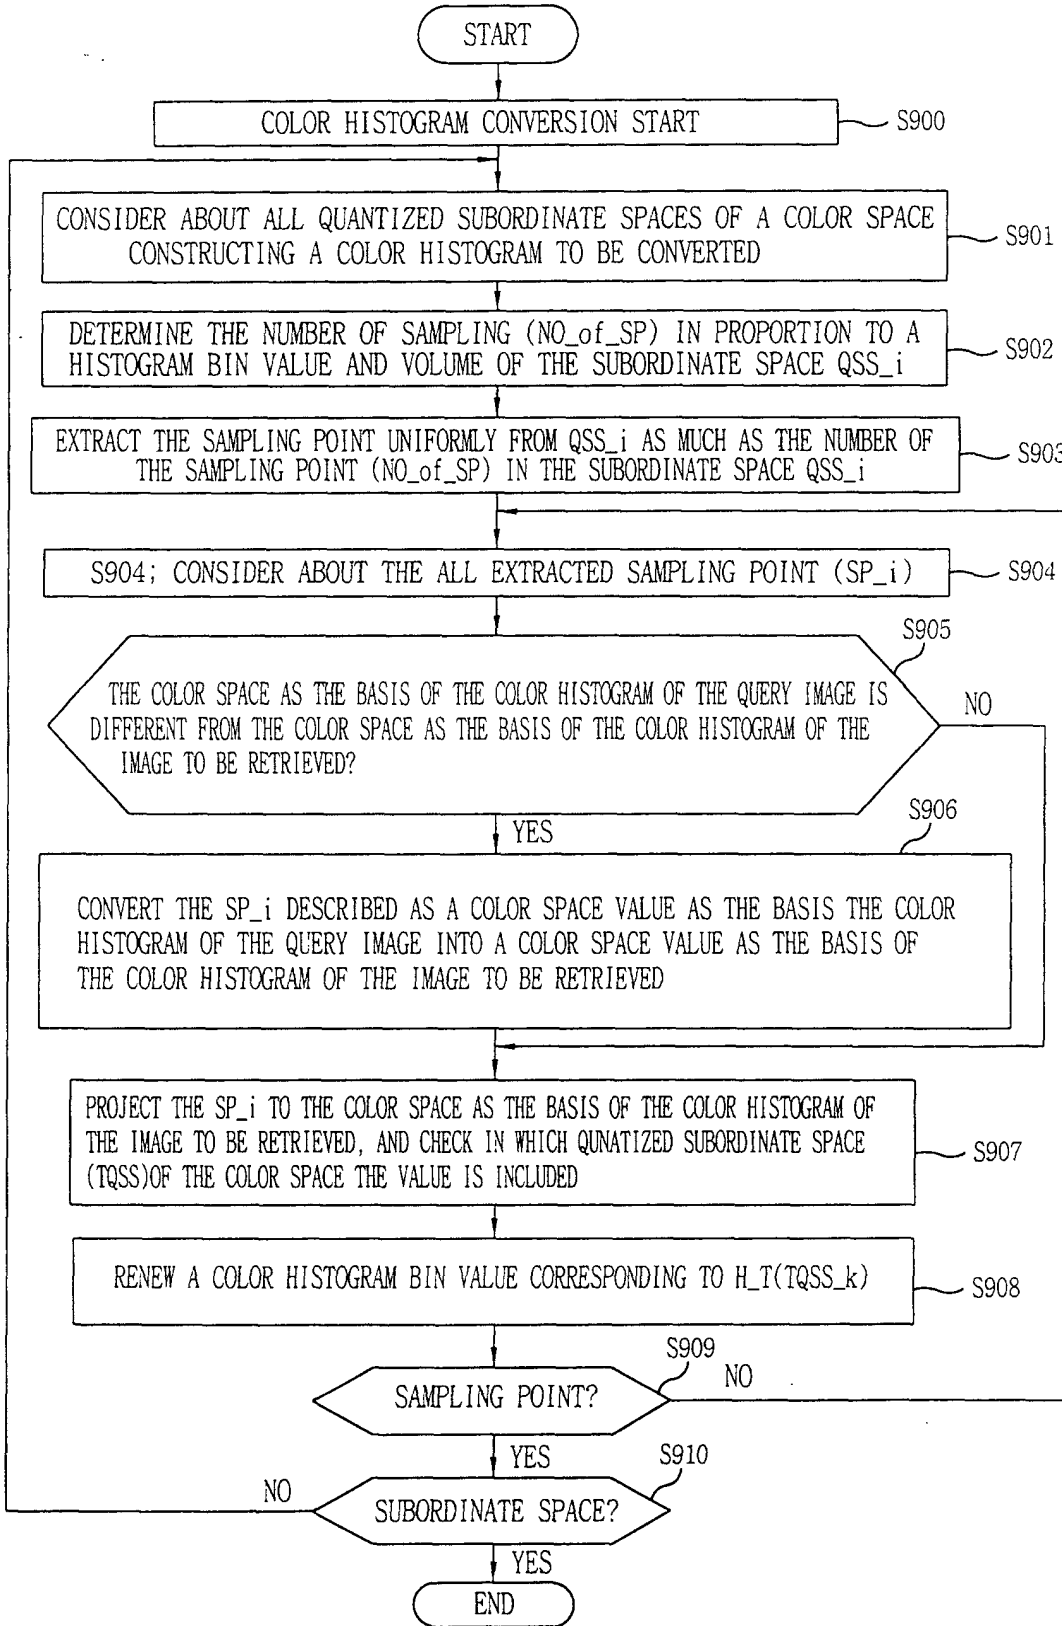 START
COLOR HISTOGRAM CONVERSION START
S900
CONSIDER ABOUT ALL QUANTIZED SUBORDINATE SPACES OF A COLOR SPACE
CONSTRUCTING A COLOR HISTOGRAM TO BE CONVERTED
S901
DETERMINE THE NUMBER OF SAMPLING (NO_of_SP) IN PROPORTION TO A
HISTOGRAM BIN VALUE AND VOLUME OF THE SUBORDINATE SPACE QSS_i
S902
EXTRACT THE SAMPLING POINT UNIFORMLY FROM QSS_i AS MUCH AS THE NUMBER OF
THE SAMPLING POINT (NO_of_SP) IN THE SUBORDINATE SPACE QSS_i
S903
S904; CONSIDER ABOUT THE ALL EXTRACTED SAMPLING POINT (SP_i)
S904
S905
THE COLOR SPACE AS THE BASIS OF THE COLOR HISTOGRAM OF THE QUERY IMAGE IS
DIFFERENT FROM THE COLOR SPACE AS THE BASIS OF THE COLOR HISTOGRAM OF THE
IMAGE TO BE RETRIEVED?
NO
YES
S906
CONVERT THE SP_i DESCRIBED AS A COLOR SPACE VALUE AS THE BASIS THE COLOR
HISTOGRAM OF THE QUERY IMAGE INTO A COLOR SPACE VALUE AS THE BASIS OF
THE COLOR HISTOGRAM OF THE IMAGE TO BE RETRIEVED
PROJECT THE SP_i TO THE COLOR SPACE AS THE BASIS OF THE COLOR HISTOGRAM OF
THE IMAGE TO BE RETRIEVED, AND CHECK IN WHICH QUNATIZED SUBORDINATE SPACE
(TQSS)OF THE COLOR SPACE THE VALUE IS INCLUDED
S907
RENEW A COLOR HISTOGRAM BIN VALUE CORRESPONDING TO H_T(TQSS_k)
S908
S909
SAMPLING POINT?
NO
YES
S910
NO
SUBORDINATE SPACE?
YES
END